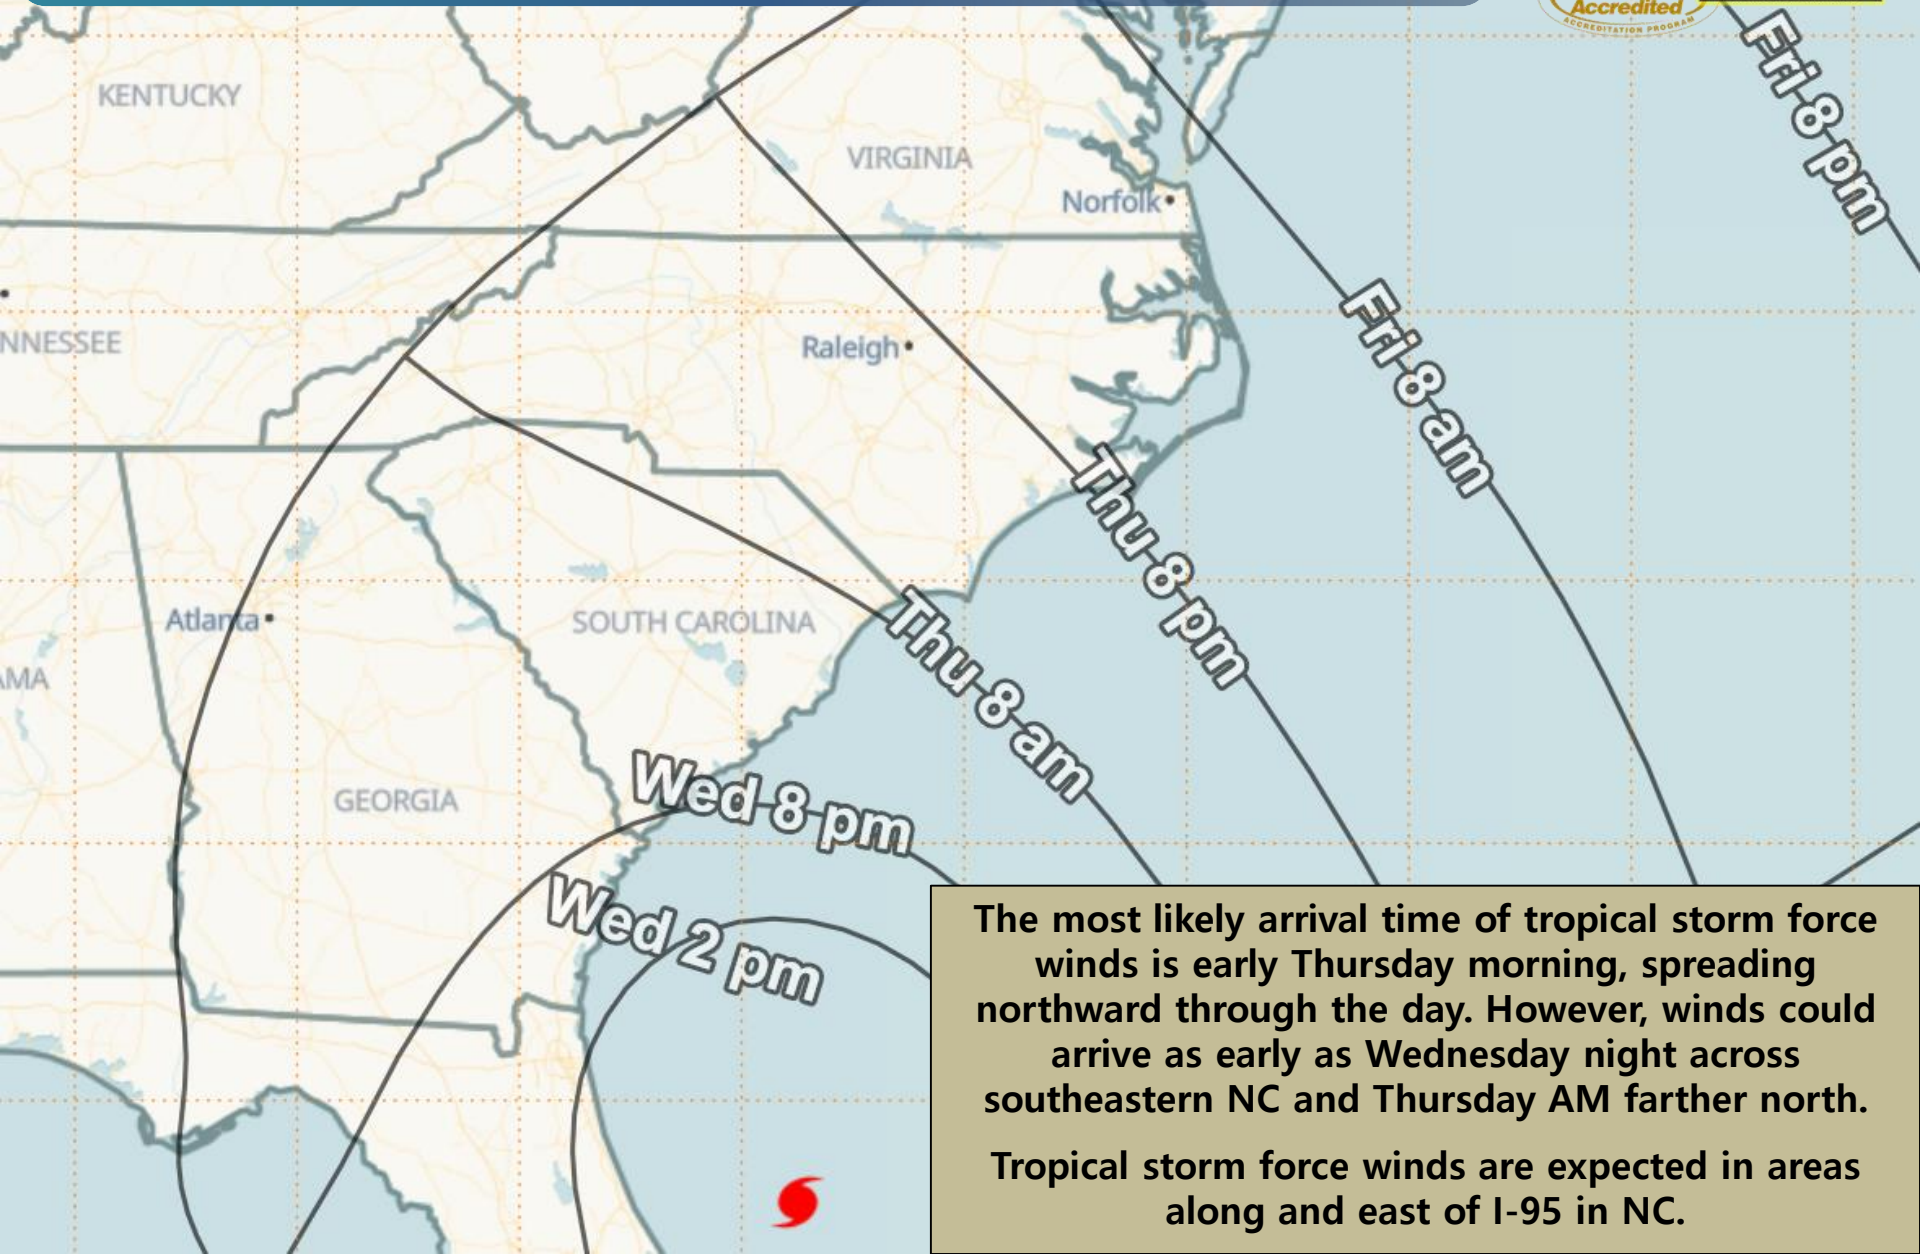 Accredited
ACCREDITATION PROGRAM
Fri 8 pm
KENTUCKY
VIRGINIA
Norfolk
Fri 8 am
NNESSEE
Raleigh
Thu 8 pm
Atlanta
SOUTH CAROLINA
Thu 8 am
AMA
GEORGIA
Wed 8 pm
Wed 2 pm
The most likely arrival time of tropical storm force
winds is early Thursday morning, spreading
northward through the day. However, winds could
arrive as early as Wednesday night across
southeastern NC and Thursday AM farther north.
Tropical storm force winds are expected in areas
along and east of I-95 in NC.